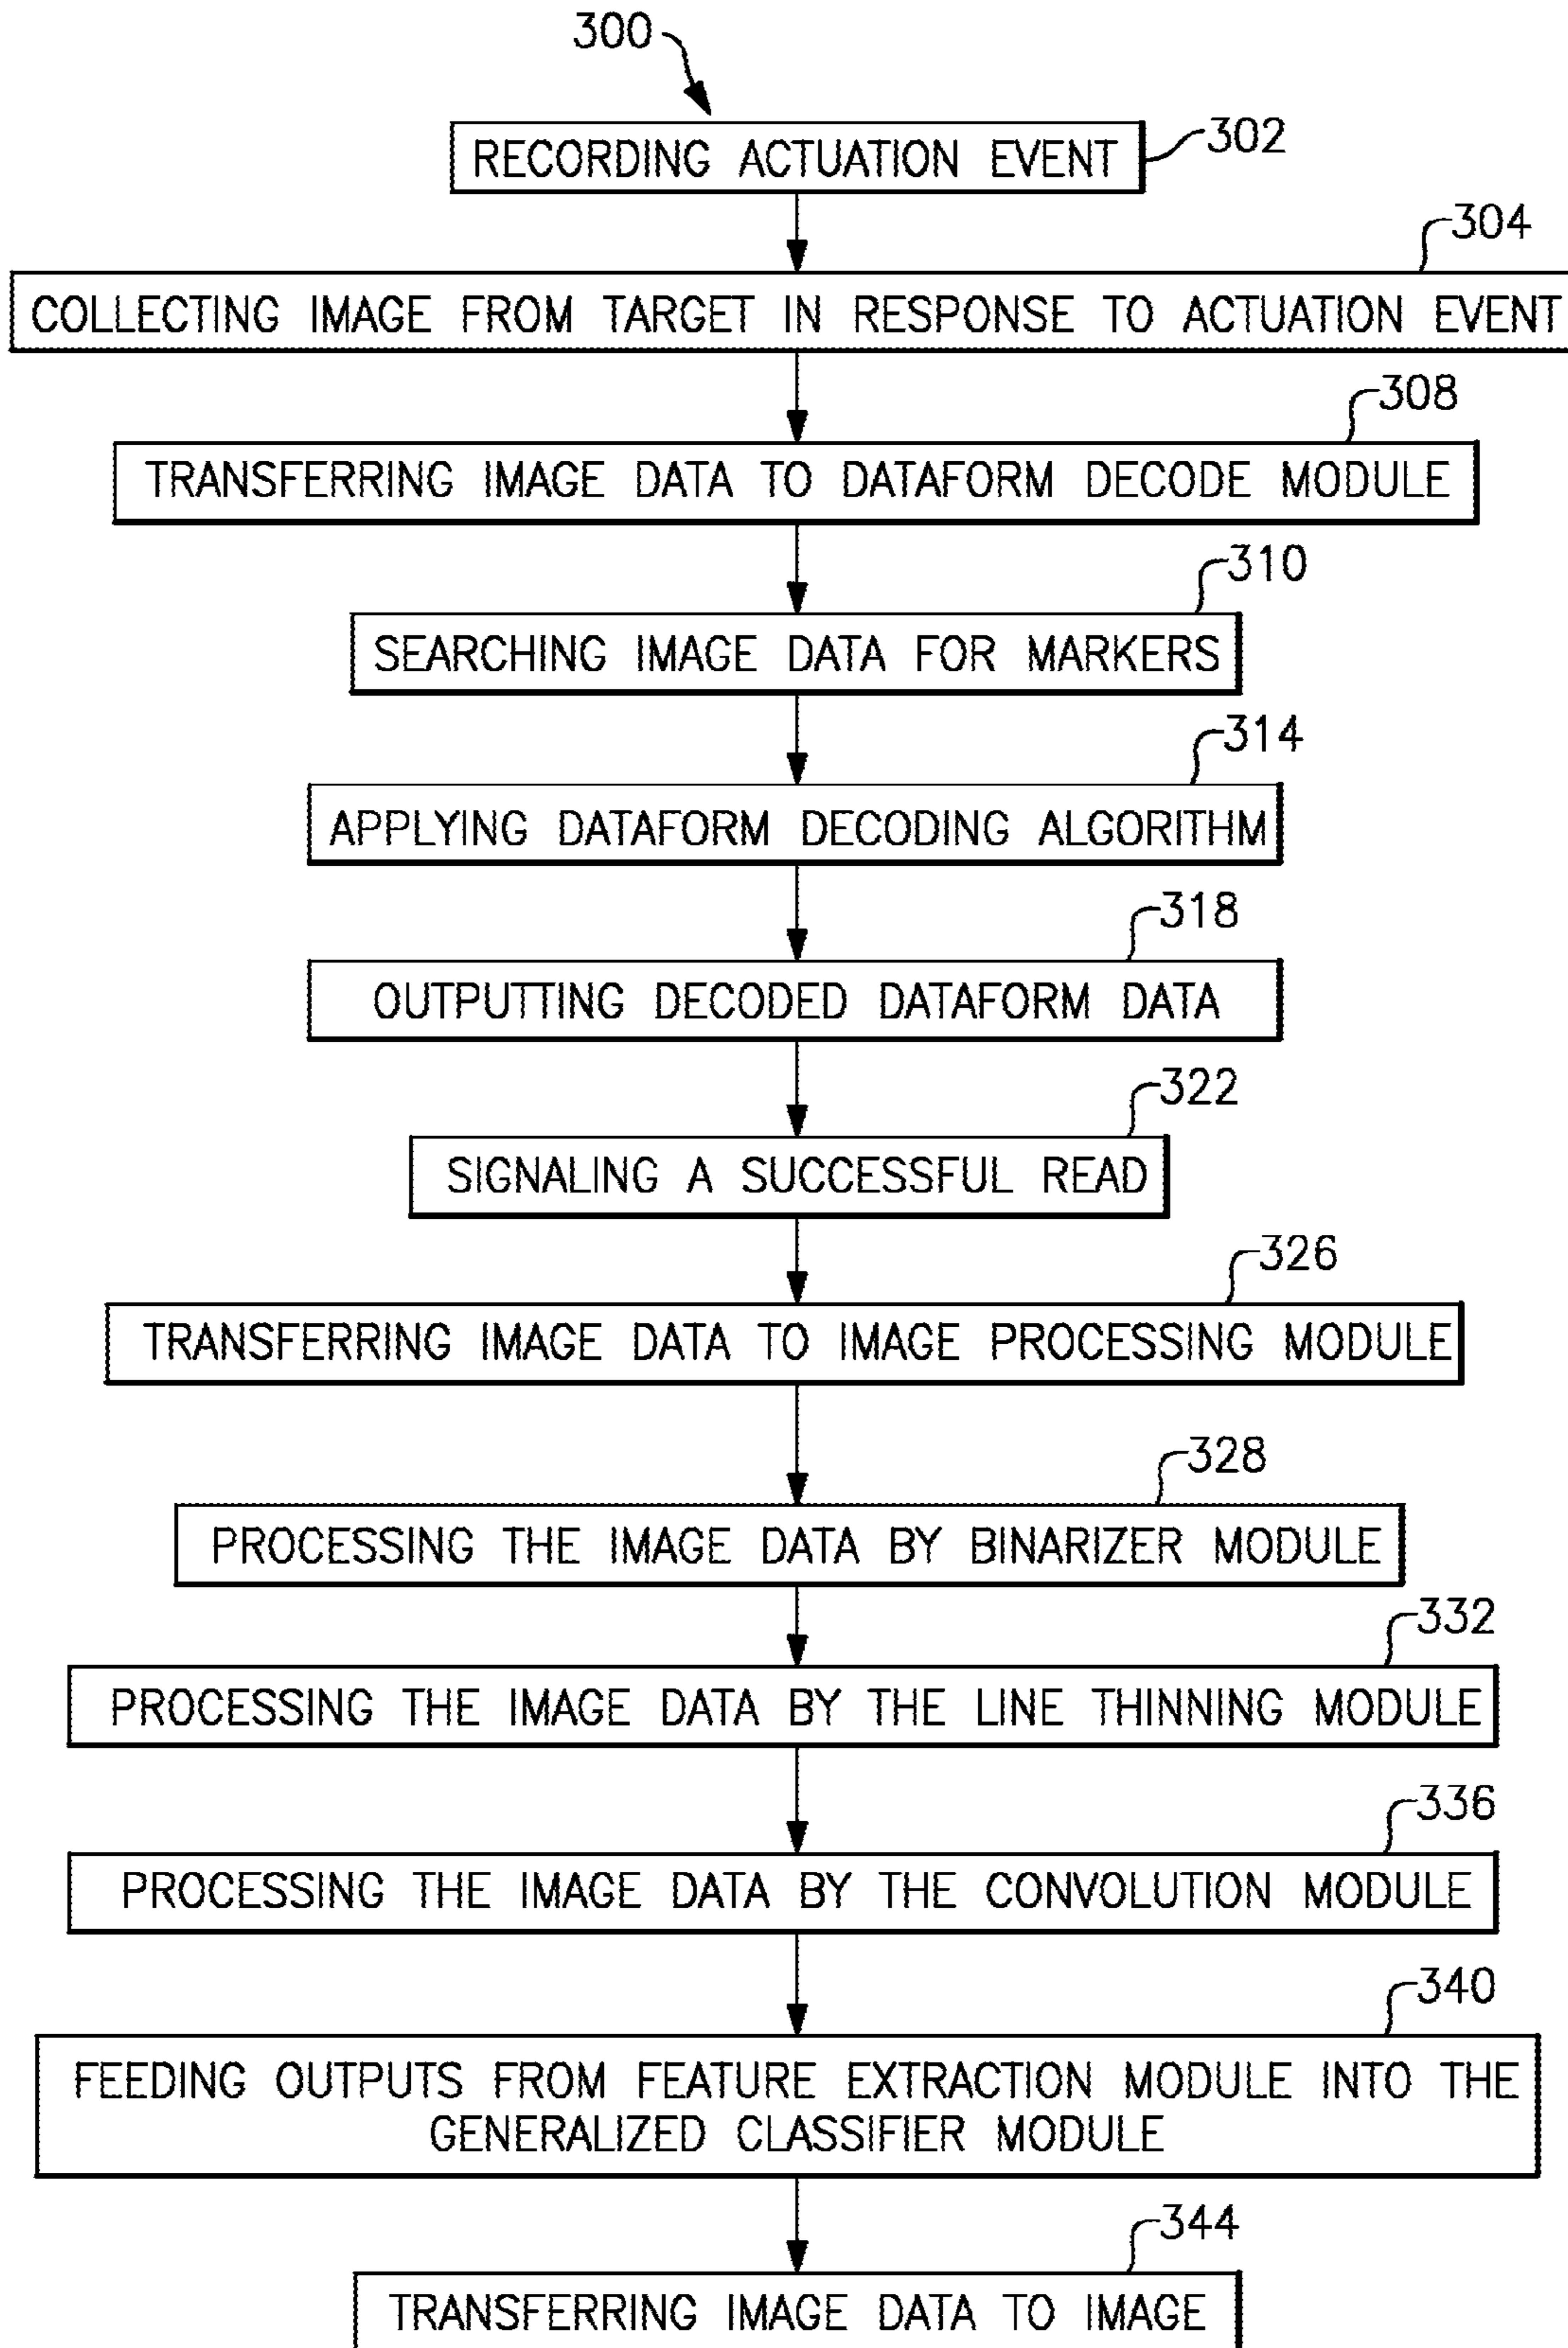 300
RECORDING ACTUATION EVENT
302
304
COLLECTING IMAGE FROM TARGET IN RESPONSE TO ACTUATION EVENT
308
TRANSFERRING IMAGE DATA TO DATAFORM DECODE MODULE
310
SEARCHING IMAGE DATA FOR MARKERS
314
APPLYING DATAFORM DECODING ALGORITHM
318
OUTPUTTING DECODED DATAFORM DATA
322
SIGNALING A SUCCESSFUL READ
326
TRANSFERRING IMAGE DATA TO IMAGE PROCESSING MODULE
328
PROCESSING THE IMAGE DATA BY BINARIZER MODULE
332
PROCESSING THE IMAGE DATA BY THE LINE THINNING MODULE
336
PROCESSING THE IMAGE DATA BY THE CONVOLUTION MODULE
340
FEEDING OUTPUTS FROM FEATURE EXTRACTION MODULE INTO THE
GENERALIZED CLASSIFIER MODULE
344
TRANSFERRING IMAGE DATA TO IMAGE